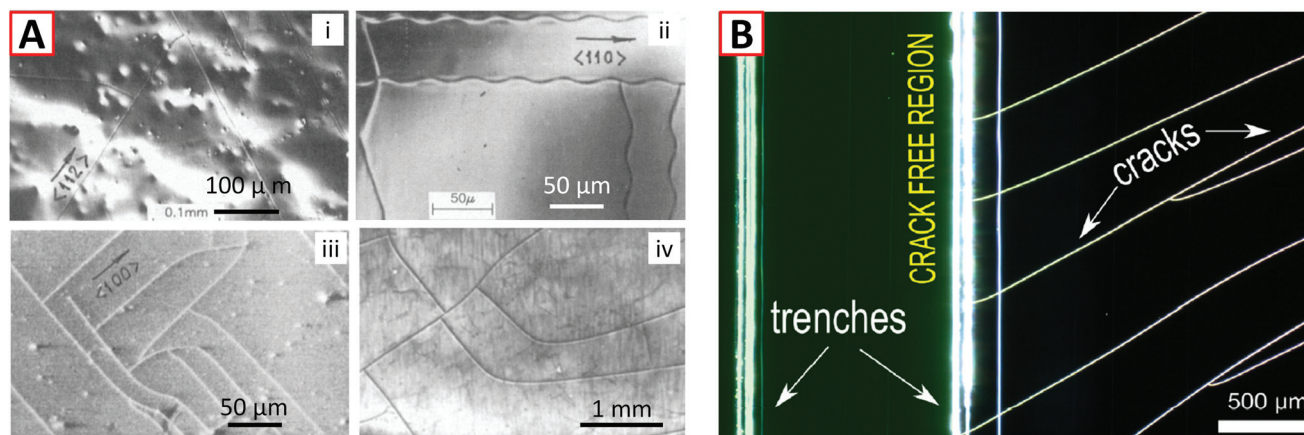 A
i
<112>
0.1mm
100 µ m
ii
<110>
50µ
50 µm
iii
<100>
50 µm
iv
1 mm
B
CRACK FREE REGION
cracks
trenches
500 µm